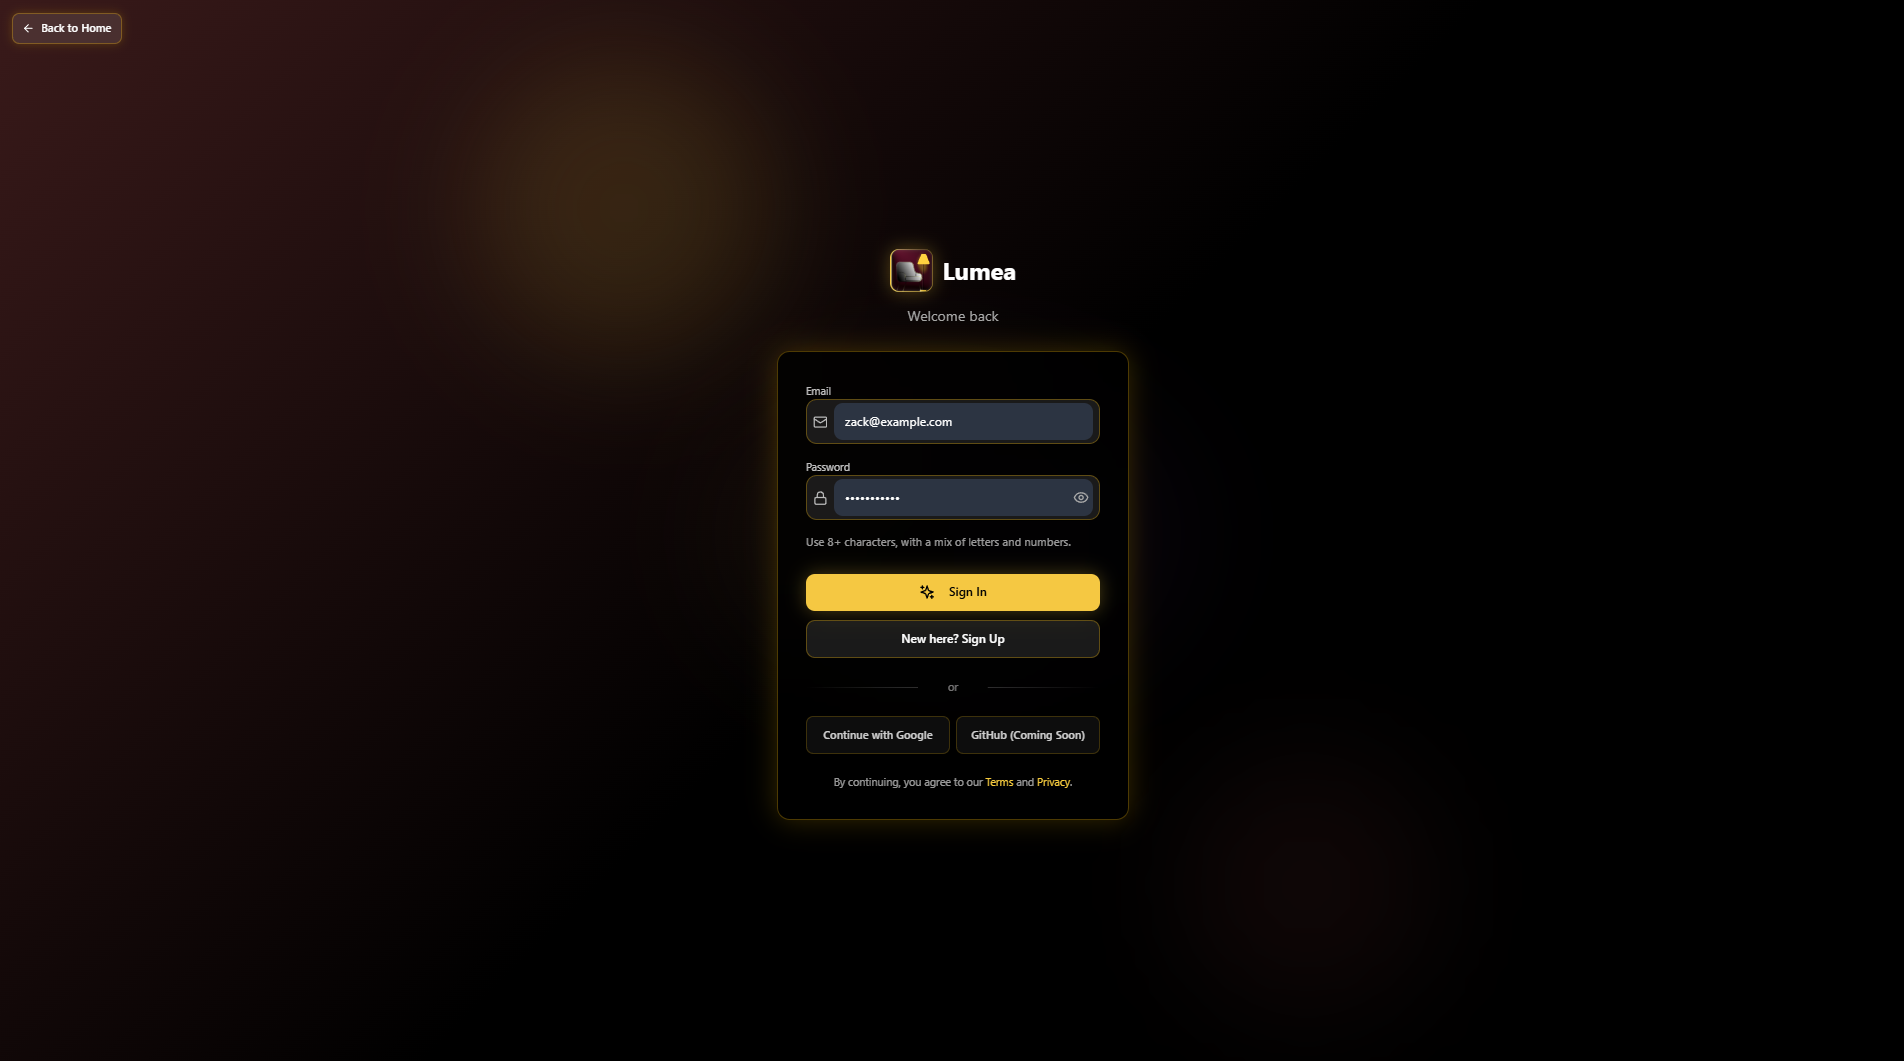 Back to Home
Lumea
Welcome back
Email
zack@example.com
Password
•••••••••••
Use 8+ characters, with a mix of letters and numbers.
Sign In
New here? Sign Up
or
Continue with Google
GitHub (Coming Soon)
By continuing, you agree to our Terms and Privacy.